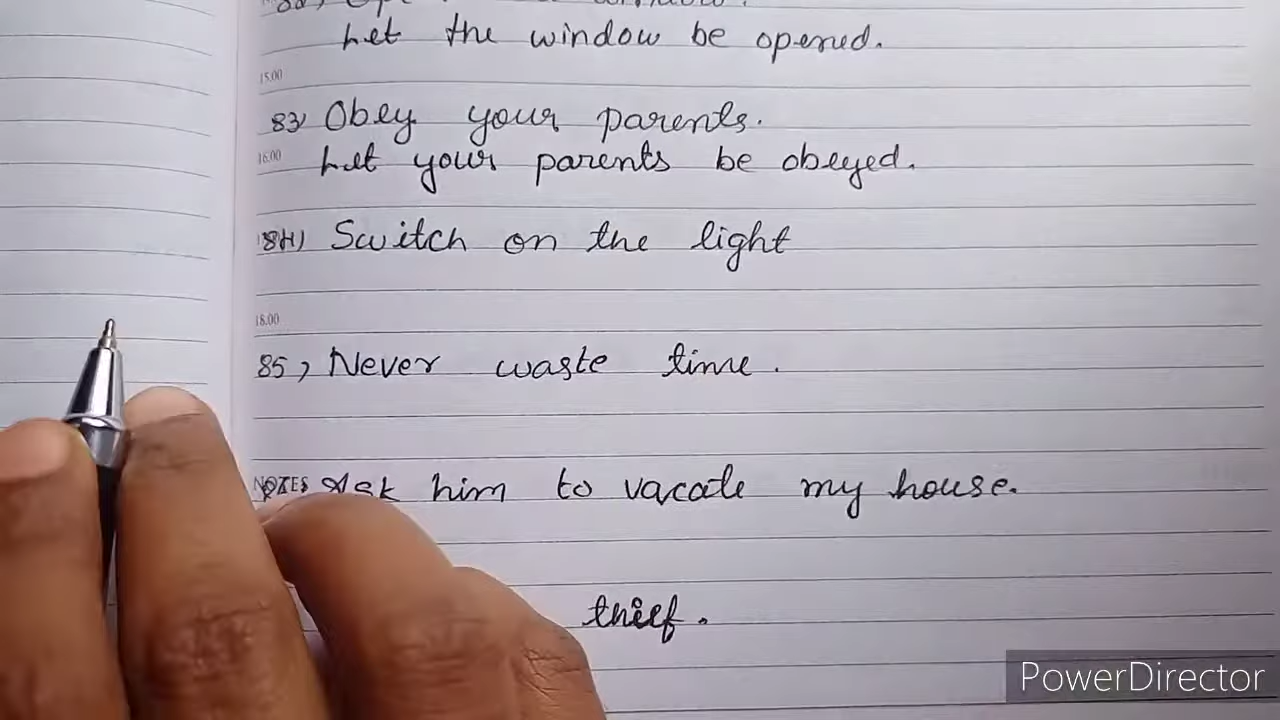 Let the window be opened.
15.00
83) Obey your parents.
16.00 Let your parents be obeyed.
84) Switch on the light
18.00
85) Never waste time.
NOTES Ask him to vacate my house.
thief.
PowerDirector